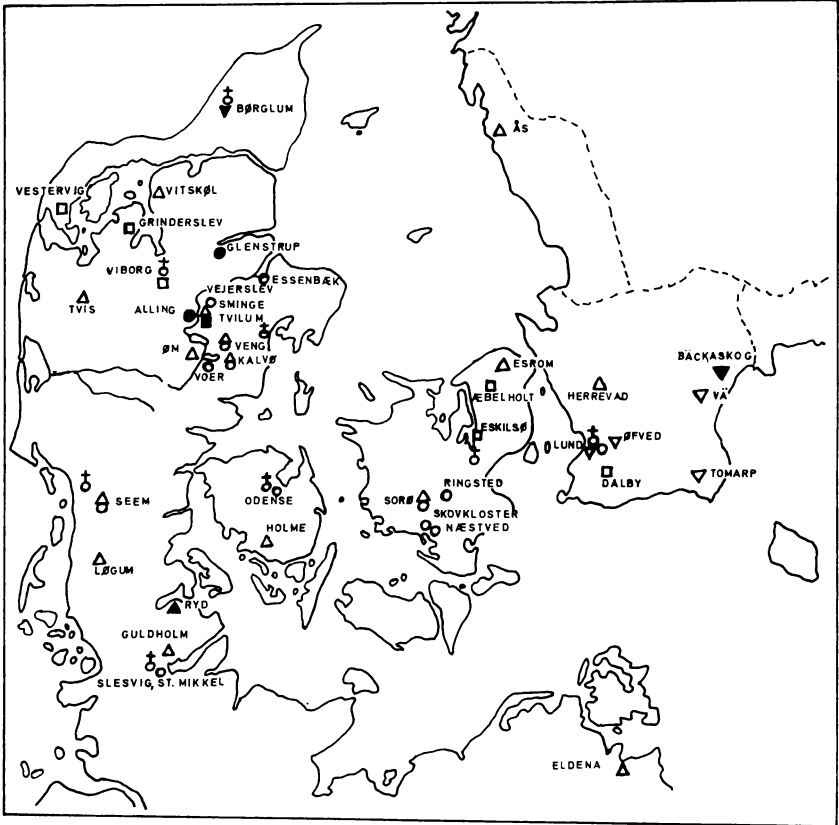 BØRGLUM
ÅS
VESTERVIG
VITSKØL
GRINDERSLEV
GLENSTRUP
VIBORG
ESSENBÆK
VEJERSLEV
TVIS
ALLING
SMINGE
TVILUM
ØM
VENG
KALVØ
VOER
ESROM
BÄCKASKOG
ÆBELHOLT
HERREVAD
VÄ
ESKILSØ
LUND
ØFVED
DALBY
TOMARP
SEEM
ODENSE
SORØ
RINGSTED
SKOVKLOSTER
NÆSTVED
HOLME
LØGUM
RYD
GULDHOLM
SLESVIG, ST. MIKKEL
ELDENA